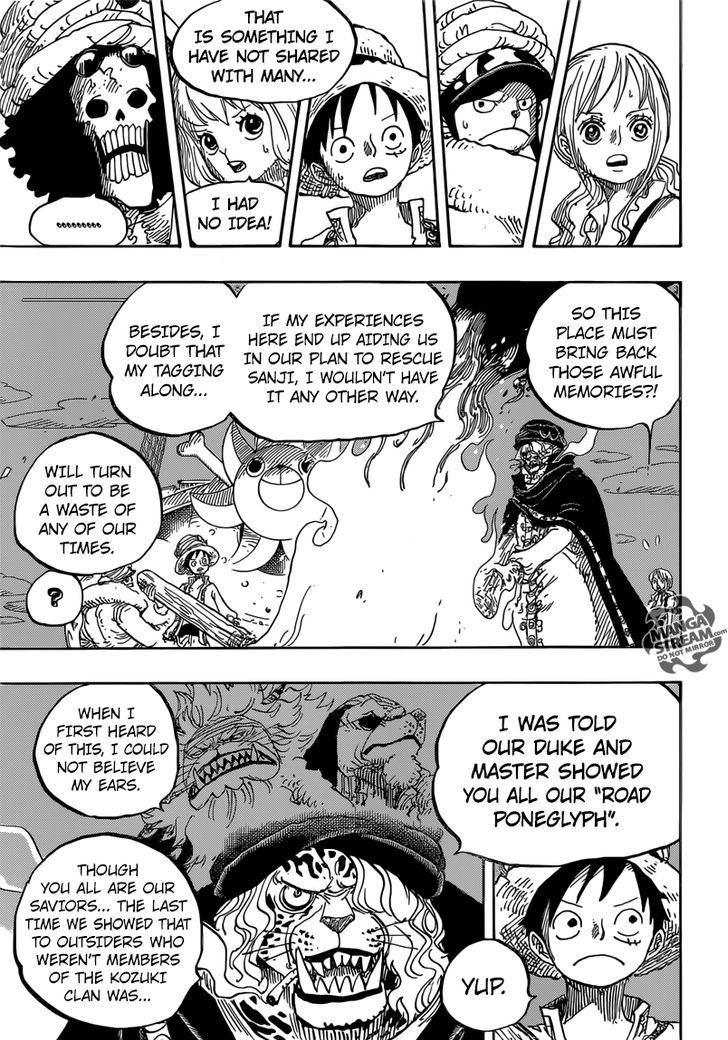 THAT
IS SOMETHING I
HAVE NOT SHARED
WITH MANY...
I HAD
NO IDEA!
..........
SO THIS
PLACE MUST
BRING BACK
THOSE AWFUL
MEMORIES?!
IF MY EXPERIENCES
HERE END UP AIDING US
IN OUR PLAN TO RESCUE
SANJI, I WOULDN'T HAVE
IT ANY OTHER WAY.
BESIDES, I
DOUBT THAT
MY TAGGING
ALONG...
WILL TURN
OUT TO BE
A WASTE OF
ANY OF OUR
TIMES.
?
MANGA
STREAM.com
DO NOT MIRROR!
I WAS TOLD
OUR DUKE AND
MASTER SHOWED
YOU ALL OUR "ROAD
PONEGLYPH".
YUP.
WHEN I
FIRST HEARD
OF THIS, I COULD
NOT BELIEVE
MY EARS.
THOUGH
YOU ALL ARE OUR
SAVIORS... THE LAST
TIME WE SHOWED THAT
TO OUTSIDERS WHO
WEREN'T MEMBERS
OF THE KOZUKI
CLAN WAS...